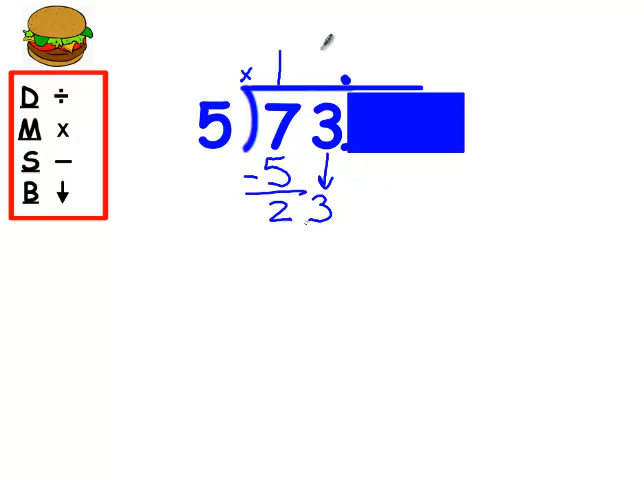 D ÷
M x
S –
B ↓
x 1 .
5)73.
-5
23